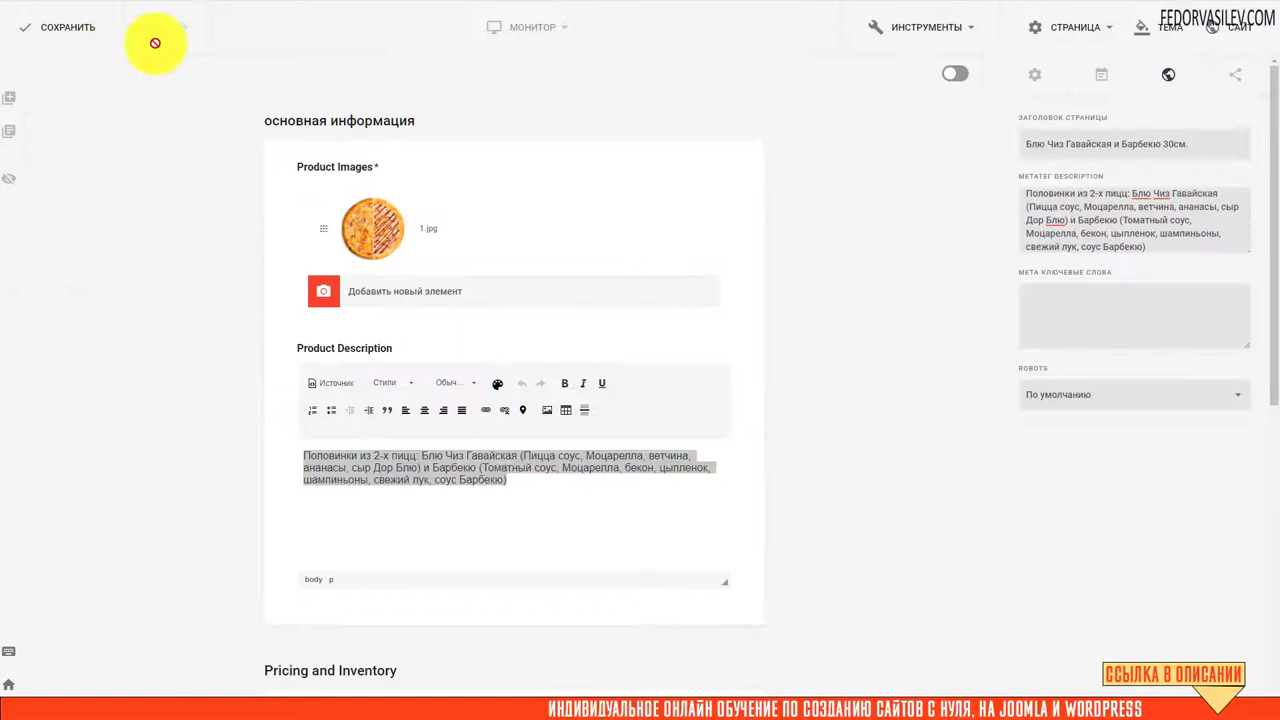 СОХРАНИТЬ
МОНИТОР
ИНСТРУМЕНТЫ
СТРАНИЦА
ТЕМА
САЙТ
FEDORVASILEV.COM
основная информация
Product Images*
1.jpg
Добавить новый элемент
Product Description
Источник
Стили
Обыч...
B I U
Половинки из 2-х пицц: Блю Чиз Гавайская (Пицца соус, Моцарелла, ветчина,
ананасы, сыр Дор Блю) и Барбекю (Томатный соус, Моцарелла, бекон, цыпленок,
шампиньоны, свежий лук, соус Барбекю)
body p
Pricing and Inventory
ЗАГОЛОВОК СТРАНИЦЫ
Блю Чиз Гавайская и Барбекю 30см.
МЕТАТЕГ DESCRIPTION
Половинки из 2-х пицц: Блю Чиз Гавайская
(Пицца соус, Моцарелла, ветчина, ананасы, сыр
Дор Блю) и Барбекю (Томатный соус,
Моцарелла, бекон, цыпленок, шампиньоны,
свежий лук, соус Барбекю)
МЕТА КЛЮЧЕВЫЕ СЛОВА
ROBOTS
По умолчанию
ССЫЛКА В ОПИСАНИИ
ИНДИВИДУАЛЬНОЕ ОНЛАЙН ОБУЧЕНИЕ ПО СОЗДАНИЮ САЙТОВ С НУЛЯ, НА JOOMLA И WORDPRESS